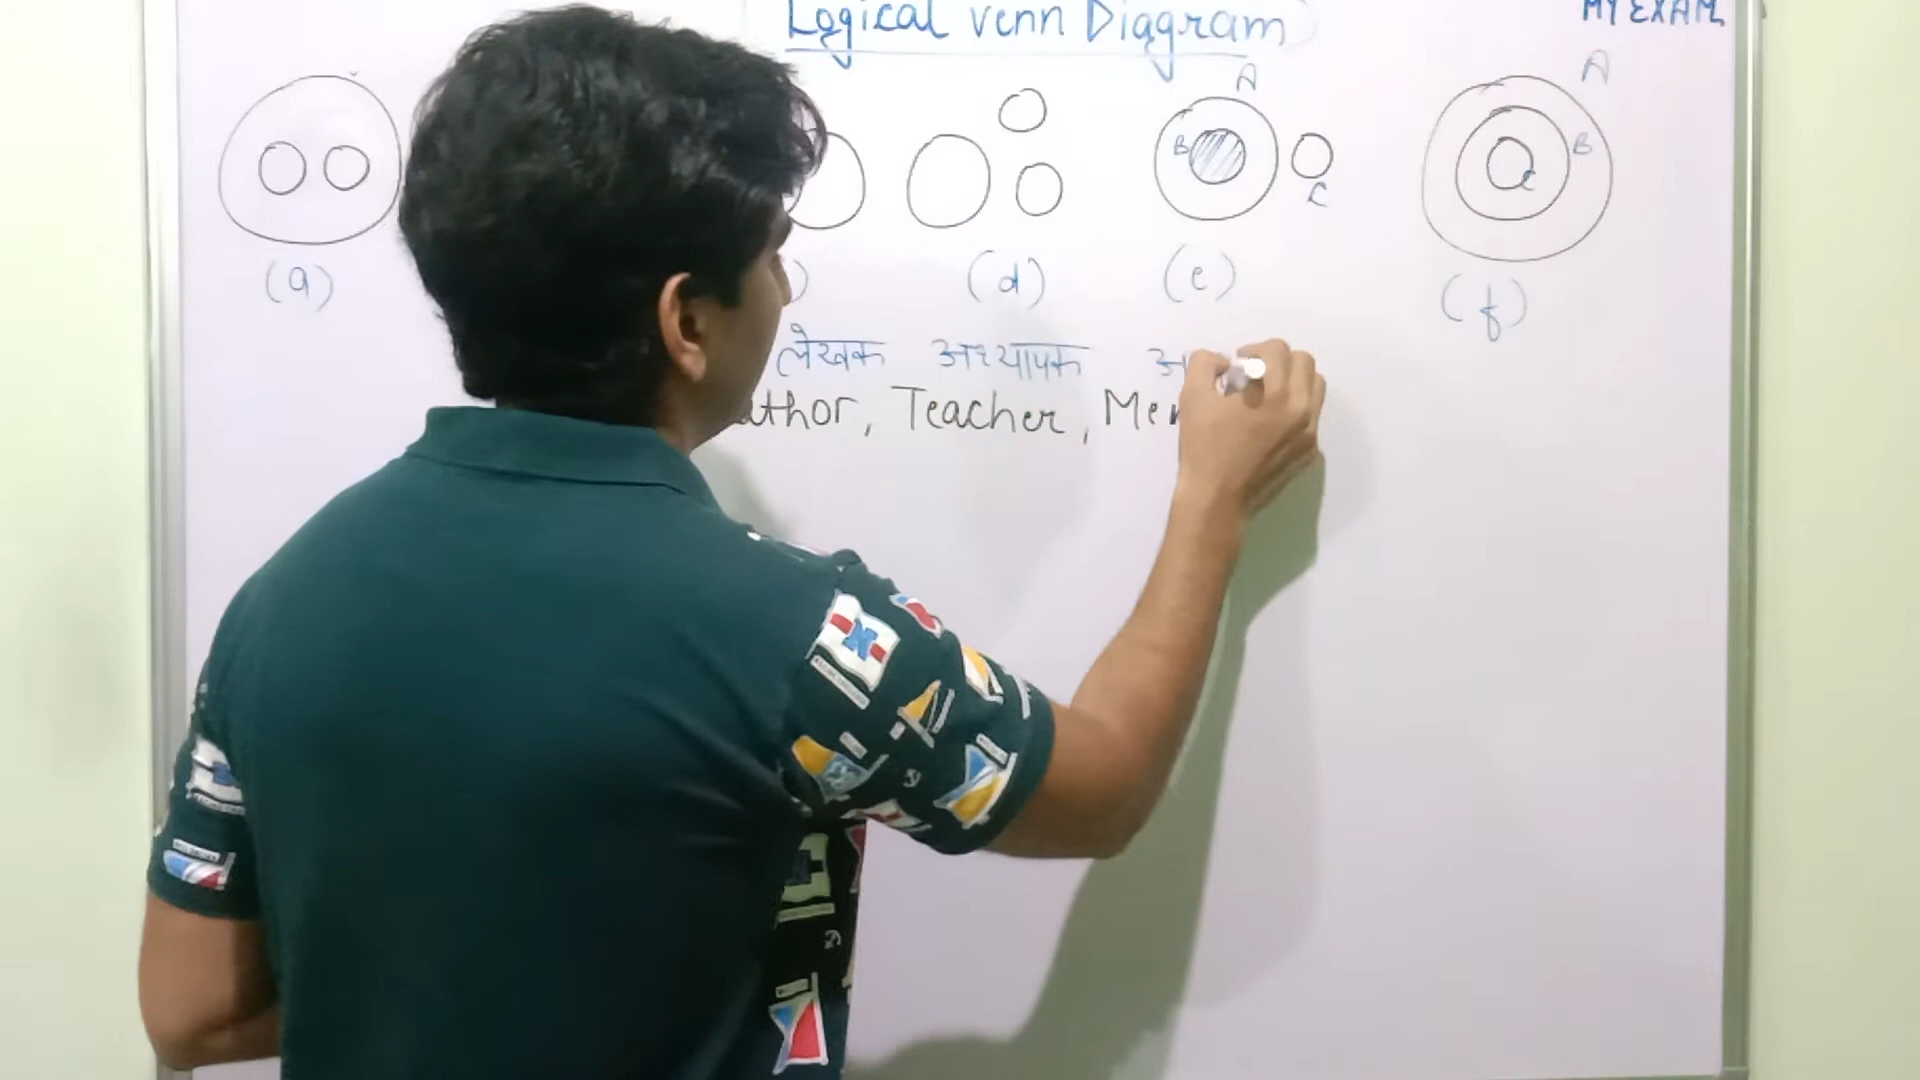 Logical Venn Diagram
MY EXAM
A A
B B
C C
(a) (d) (e) (f)
लेखक अध्यापक
Teacher,